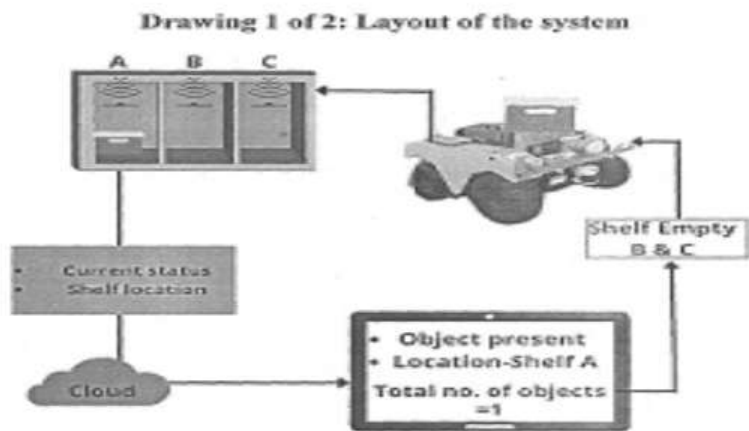 Drawing 1 of 2: Layout of the system
A B C
Shelf Empty
B & C
• Current status
• Shelf location
• Object present
• Location-Shelf A
Total no. of objects
=1
Cloud